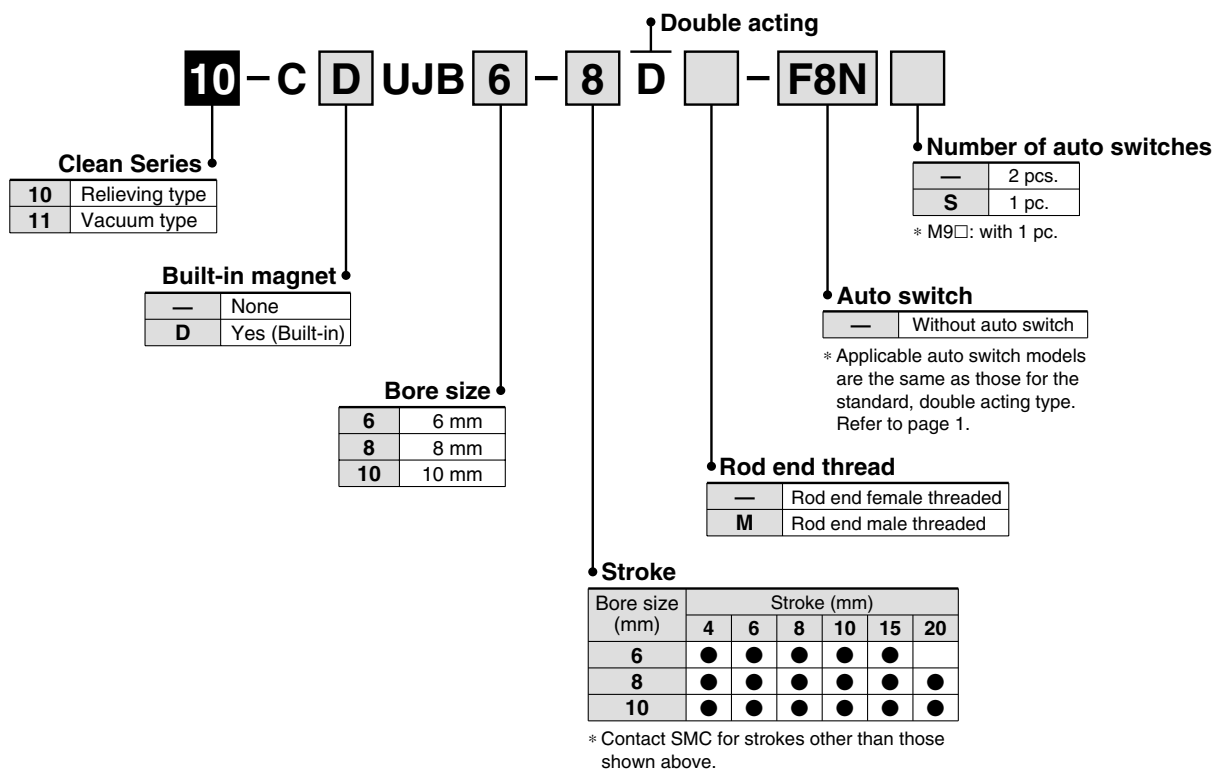 Double acting
10 – C D UJB 6 – 8 D – F8N
Clean Series
10 Relieving type
11 Vacuum type
Built-in magnet
— None
D Yes (Built-in)
Bore size
6 6 mm
8 8 mm
10 10 mm
Number of auto switches
— 2 pcs.
S 1 pc.
* M9□: with 1 pc.
Auto switch
— Without auto switch
* Applicable auto switch models
are the same as those for the
standard, double acting type.
Refer to page 1.
Rod end thread
— Rod end female threaded
M Rod end male threaded
Stroke
Bore size (mm) Stroke (mm)
4 6 8 10 15 20
6 ● ● ● ● ●
8 ● ● ● ● ● ●
10 ● ● ● ● ● ●
* Contact SMC for strokes other than those
shown above.